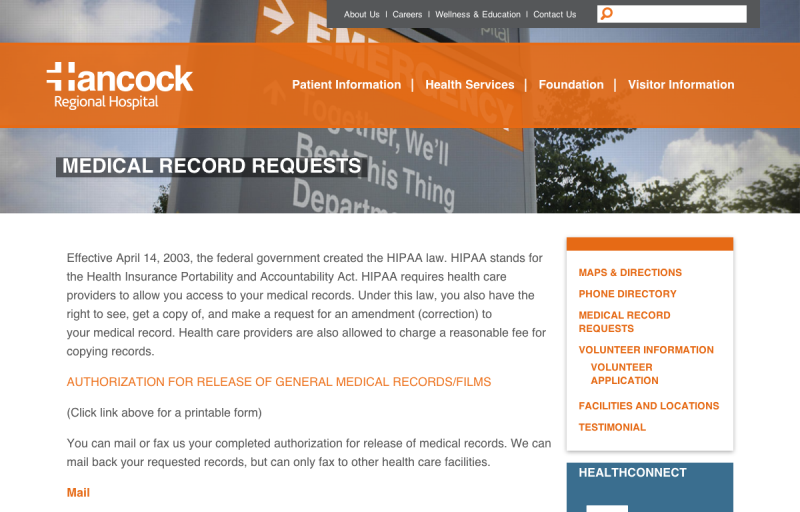 About Us | Careers | Wellness & Education | Contact Us
EMERGENCY
Hancock
Regional Hospital
Patient Information | Health Services | Foundation | Visitor Information
Together, We'll
Beat This Thing
MEDICAL RECORD REQUESTS
Effective April 14, 2003, the federal government created the HIPAA law. HIPAA stands for
the Health Insurance Portability and Accountability Act. HIPAA requires health care
providers to allow you access to your medical records. Under this law, you also have the
right to see, get a copy of, and make a request for an amendment (correction) to
your medical record. Health care providers are also allowed to charge a reasonable fee for
copying records.
AUTHORIZATION FOR RELEASE OF GENERAL MEDICAL RECORDS/FILMS
(Click link above for a printable form)
You can mail or fax us your completed authorization for release of medical records. We can
mail back your requested records, but can only fax to other health care facilities.
Mail
MAPS & DIRECTIONS
PHONE DIRECTORY
MEDICAL RECORD
REQUESTS
VOLUNTEER INFORMATION
VOLUNTEER
APPLICATION
FACILITIES AND LOCATIONS
TESTIMONIAL
HEALTHCONNECT